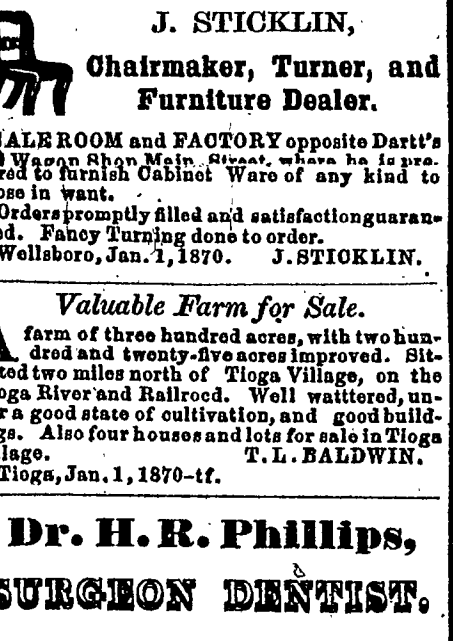 J. STICKLIN,
Chairmaker, Turner, and
Furniture Dealer.
SALE ROOM and FACTORY opposite Dartt's
Wagon Shop Main Street, where he is pre-
red to furnish Cabinet Ware of any kind to
ose in want.
Orders promptly filled and satisfaction guaran-
ed. Fancy Turning done to order.
Wellsboro, Jan. 1, 1870. J. STICKLIN.
Valuable Farm for Sale.
A farm of three hundred acres, with two hun-
dred and twenty-five acres improved. Sit-
ted two miles north of Tioga Village, on the
oga River and Railrocd. Well watttered, un-
r a good state of cultivation, and good build-
gs. Also four houses and lots for sale in Tioga
lage. T. L. BALDWIN.
Tioga, Jan. 1, 1870-tf.
Dr. H. R. Phillips,
SURGEON DENTIST.